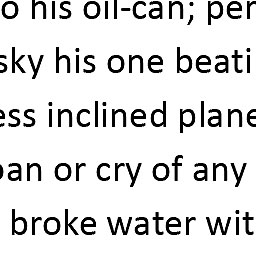 o his oil-can; per
sky his one beati
ess inclined plane
oan or cry of any
broke water wit